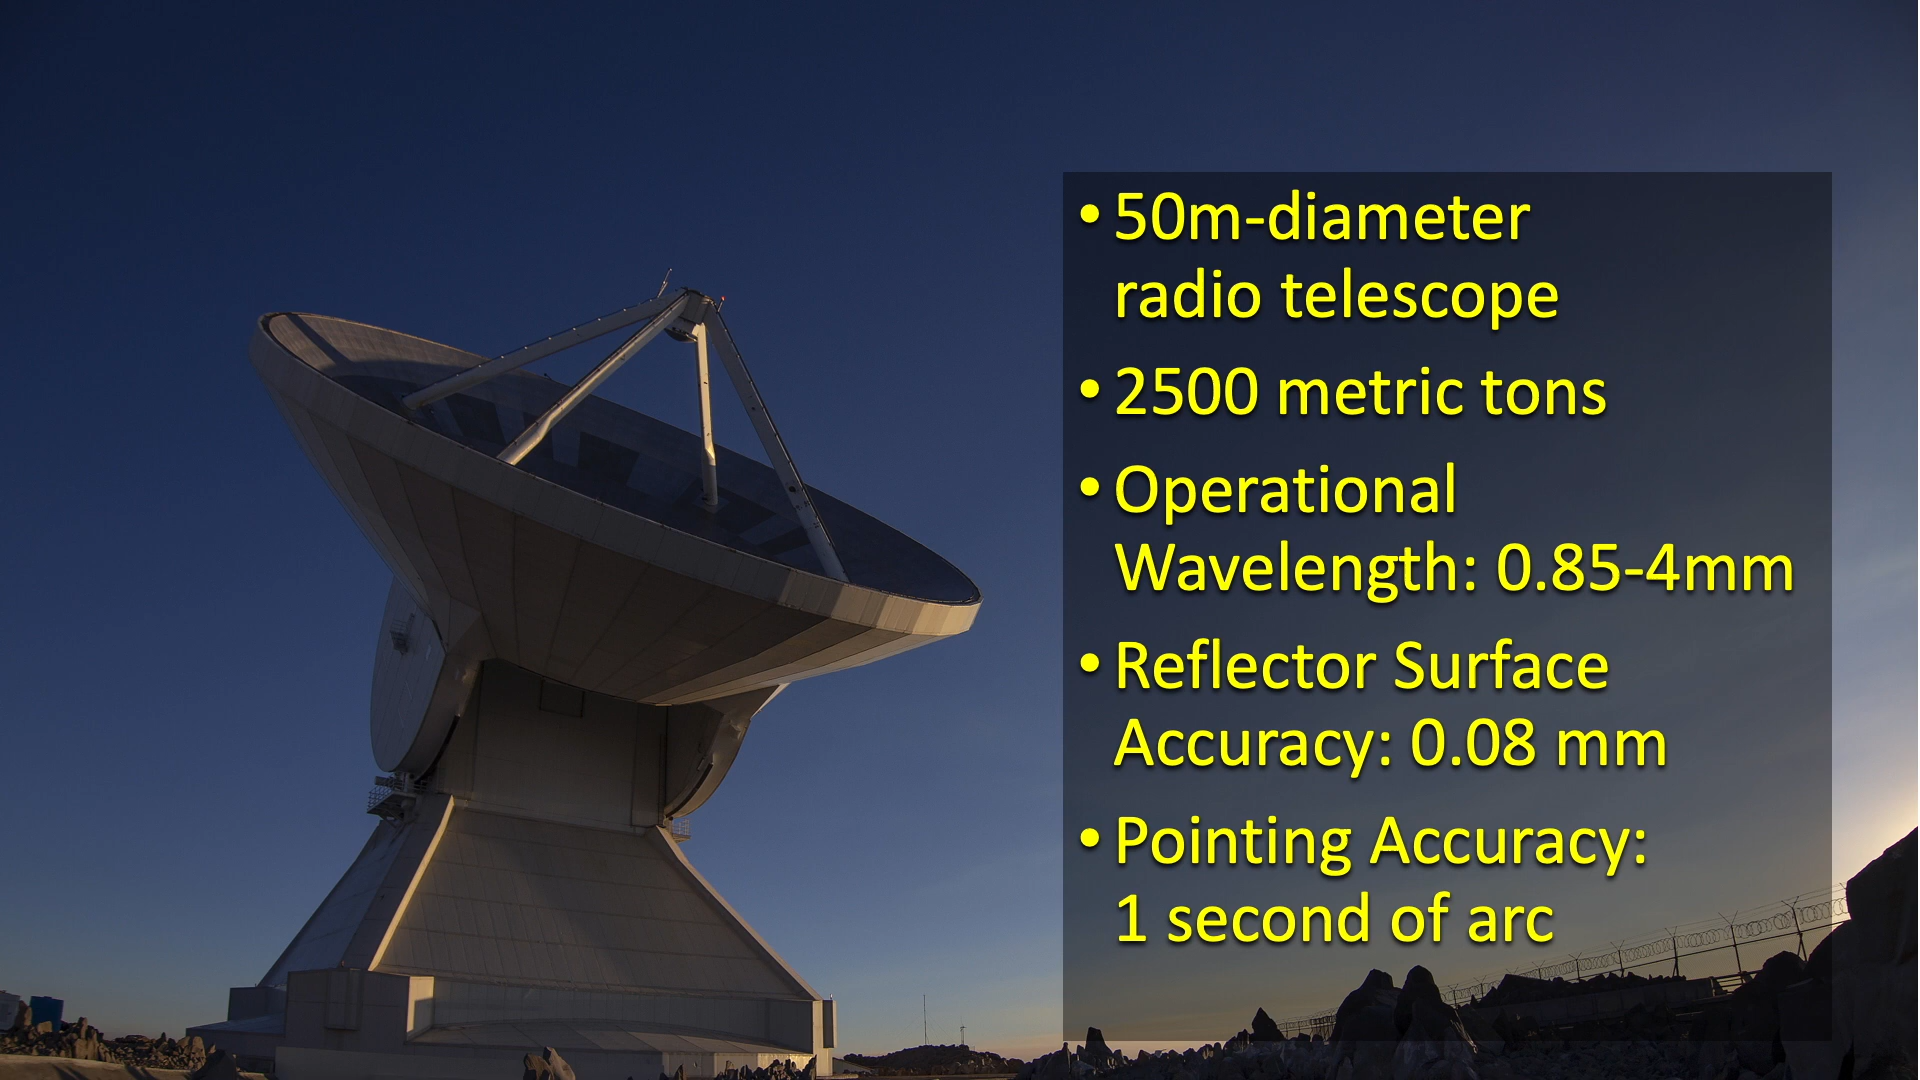 • 50m-diameter
radio telescope
• 2500 metric tons
• Operational
Wavelength: 0.85-4mm
• Reflector Surface
Accuracy: 0.08 mm
• Pointing Accuracy:
1 second of arc